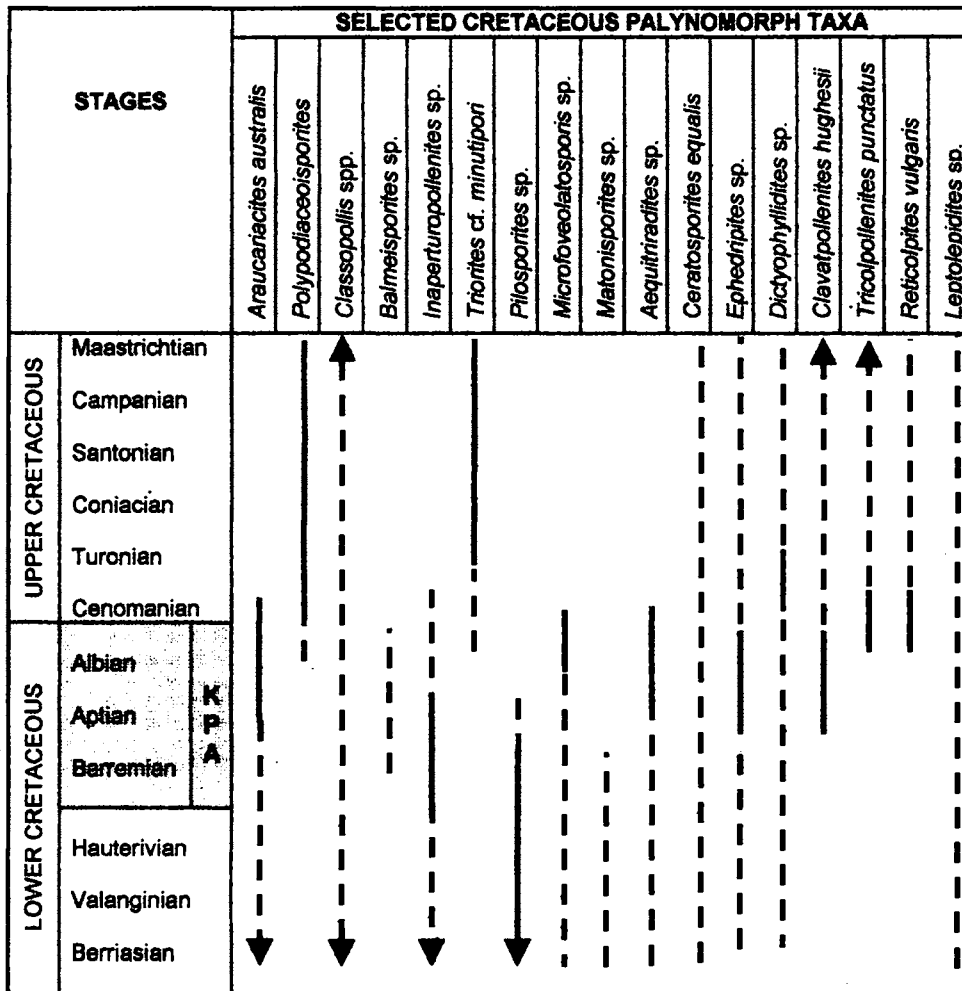 SELECTED CRETACEOUS PALYNOMORPH TAXA
STAGES
Araucariacites australis
Polypodiaceoisporites
Classopollis spp.
Balmeisporites sp.
Inaperturopollenites sp.
Triorites cf. minutipori
Pilosporites sp.
Microfoveolatosporis sp.
Matonisporites sp.
Aequitriradites sp.
Ceratosporites equalis
Ephedripites sp.
Dictyophyllidites sp.
Clavatpollenites hughesii
Tricolpollenites punctatus
Reticolpites vulgaris
Leptolepidites sp.
UPPER CRETACEOUS
Maastrichtian
Campanian
Santonian
Coniacian
Turonian
Cenomanian
LOWER CRETACEOUS
Albian
Aptian
Barremian
KPA
Hauterivian
Valanginian
Berriasian